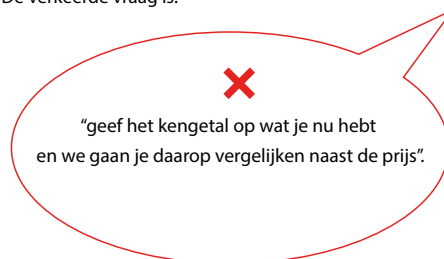 De verkeerde vraag is:
“geef het kengetal op wat je nu hebt
en we gaan je daarop vergelijken naast de prijs”.